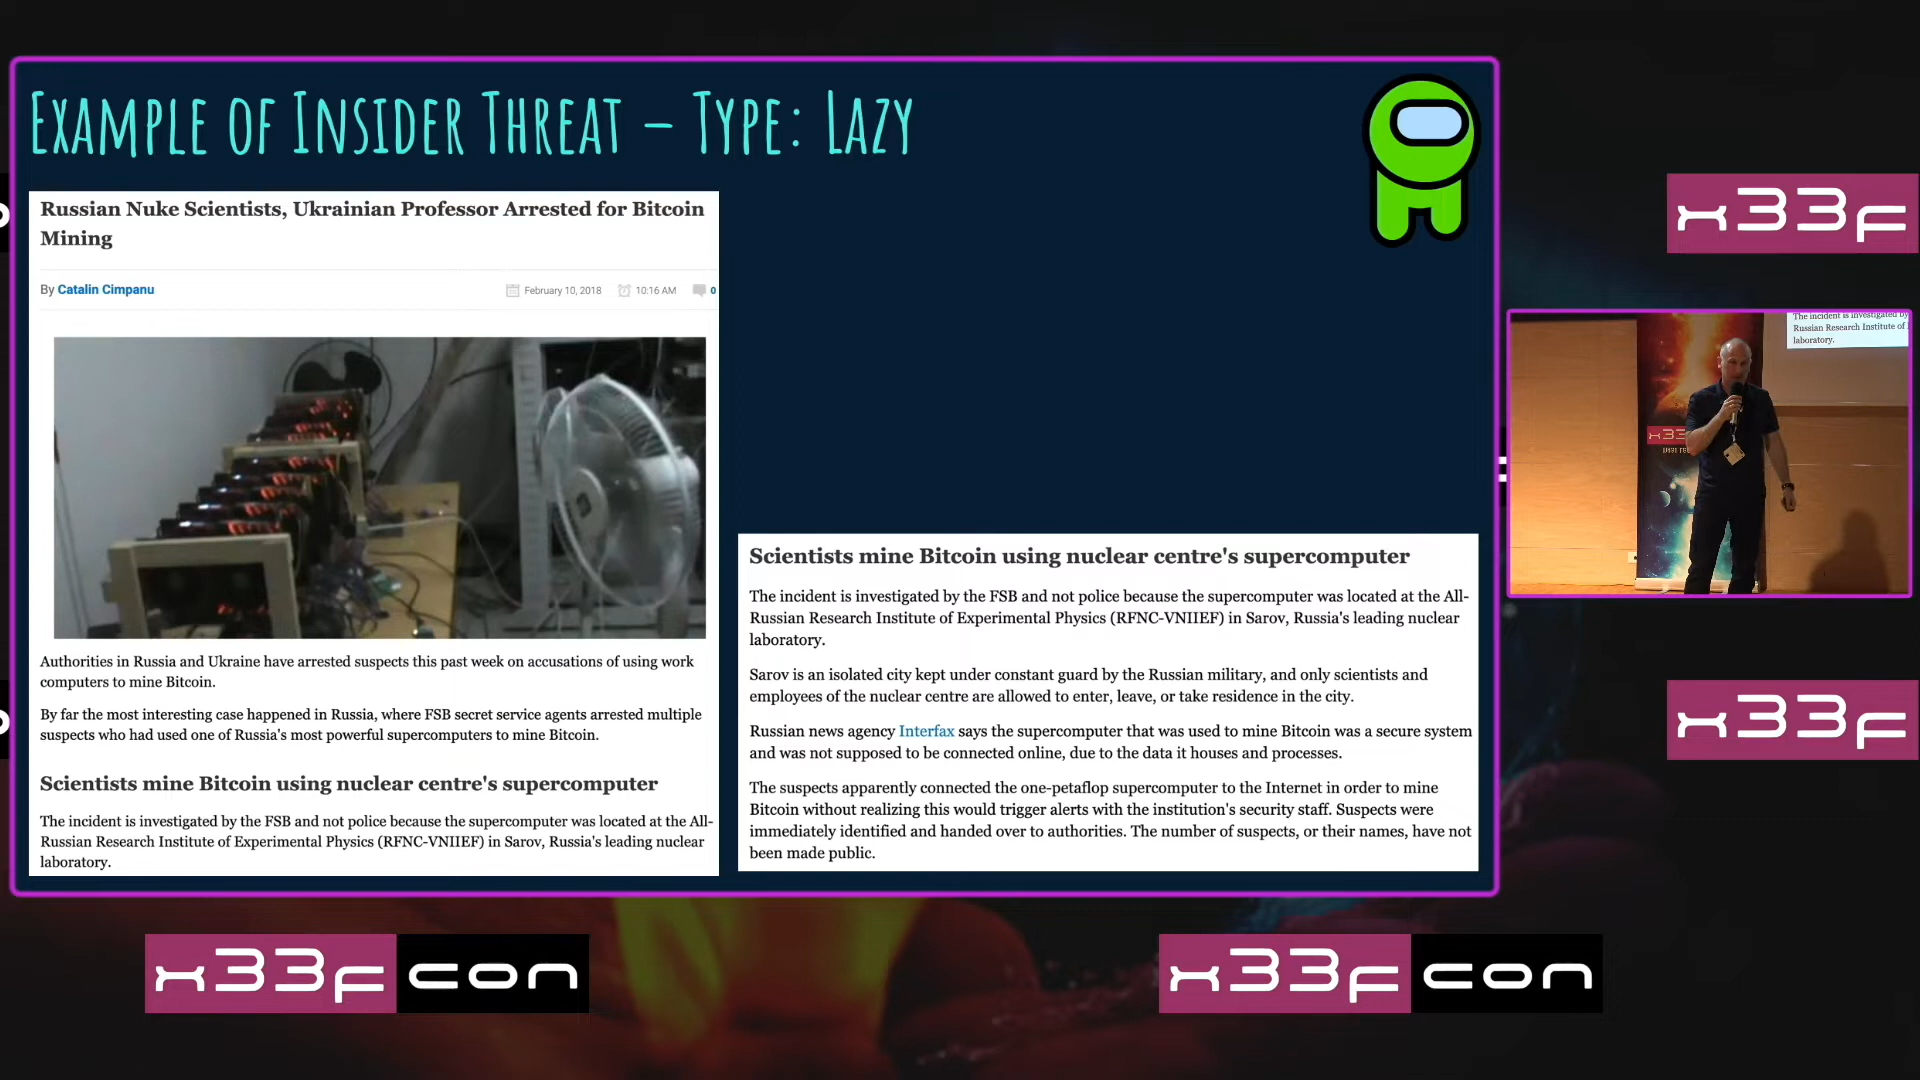 Example of Insider Threat – Type: Lazy
Russian Nuke Scientists, Ukrainian Professor Arrested for Bitcoin
Mining
By Catalin Cimpanu
February 10, 2018
10:16 AM
0
Authorities in Russia and Ukraine have arrested suspects this past week on accusations of using work
computers to mine Bitcoin.
By far the most interesting case happened in Russia, where FSB secret service agents arrested multiple
suspects who had used one of Russia's most powerful supercomputers to mine Bitcoin.
Scientists mine Bitcoin using nuclear centre's supercomputer
The incident is investigated by the FSB and not police because the supercomputer was located at the All-
Russian Research Institute of Experimental Physics (RFNC-VNIIEF) in Sarov, Russia's leading nuclear
laboratory.
Scientists mine Bitcoin using nuclear centre's supercomputer
The incident is investigated by the FSB and not police because the supercomputer was located at the All-
Russian Research Institute of Experimental Physics (RFNC-VNIIEF) in Sarov, Russia's leading nuclear
laboratory.
Sarov is an isolated city kept under constant guard by the Russian military, and only scientists and
employees of the nuclear centre are allowed to enter, leave, or take residence in the city.
Russian news agency Interfax says the supercomputer that was used to mine Bitcoin was a secure system
and was not supposed to be connected online, due to the data it houses and processes.
The suspects apparently connected the one-petaflop supercomputer to the Internet in order to mine
Bitcoin without realizing this would trigger alerts with the institution's security staff. Suspects were
immediately identified and handed over to authorities. The number of suspects, or their names, have not
been made public.
x33f
The incident is investigated by
Russian Research Institute of
laboratory.
x33
x33f
x33fcon
x33fcon